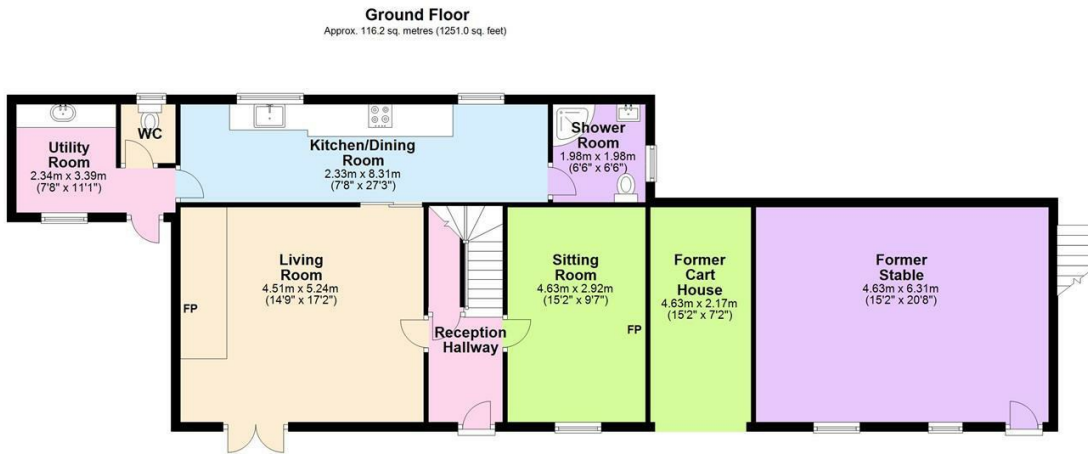 Ground Floor
Approx. 116.2 sq. metres (1251.0 sq. feet)
Utility
Room
2.34m x 3.39m
(7'8" x 11'1")
WC
Kitchen/Dining
Room
2.33m x 8.31m
(7'8" x 27'3")
Shower
Room
1.98m x 1.98m
(6'6" x 6'6")
Living
Room
4.51m x 5.24m
(14'9" x 17'2")
FP
Reception
Hallway
Sitting
Room
4.63m x 2.92m
(15'2" x 9'7")
FP
Former
Cart
House
4.63m x 2.17m
(15'2" x 7'2")
Former
Stable
4.63m x 6.31m
(15'2" x 20'8")